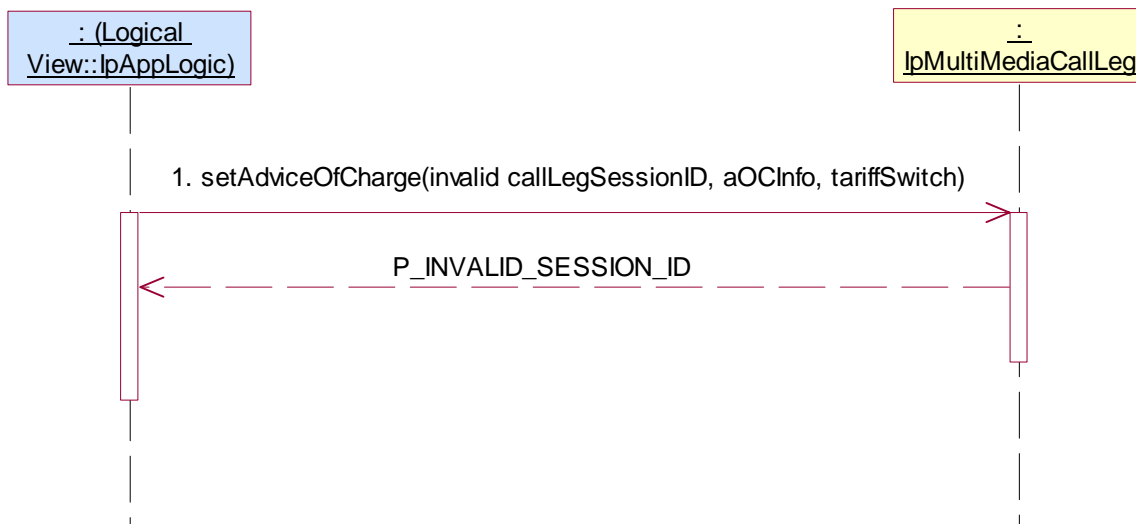 : (Logical
View::IpAppLogic)
:
IpMultiMediaCallLeg
1. setAdviceOfCharge(invalid callLegSessionID, aOCInfo, tariffSwitch)
P_INVALID_SESSION_ID